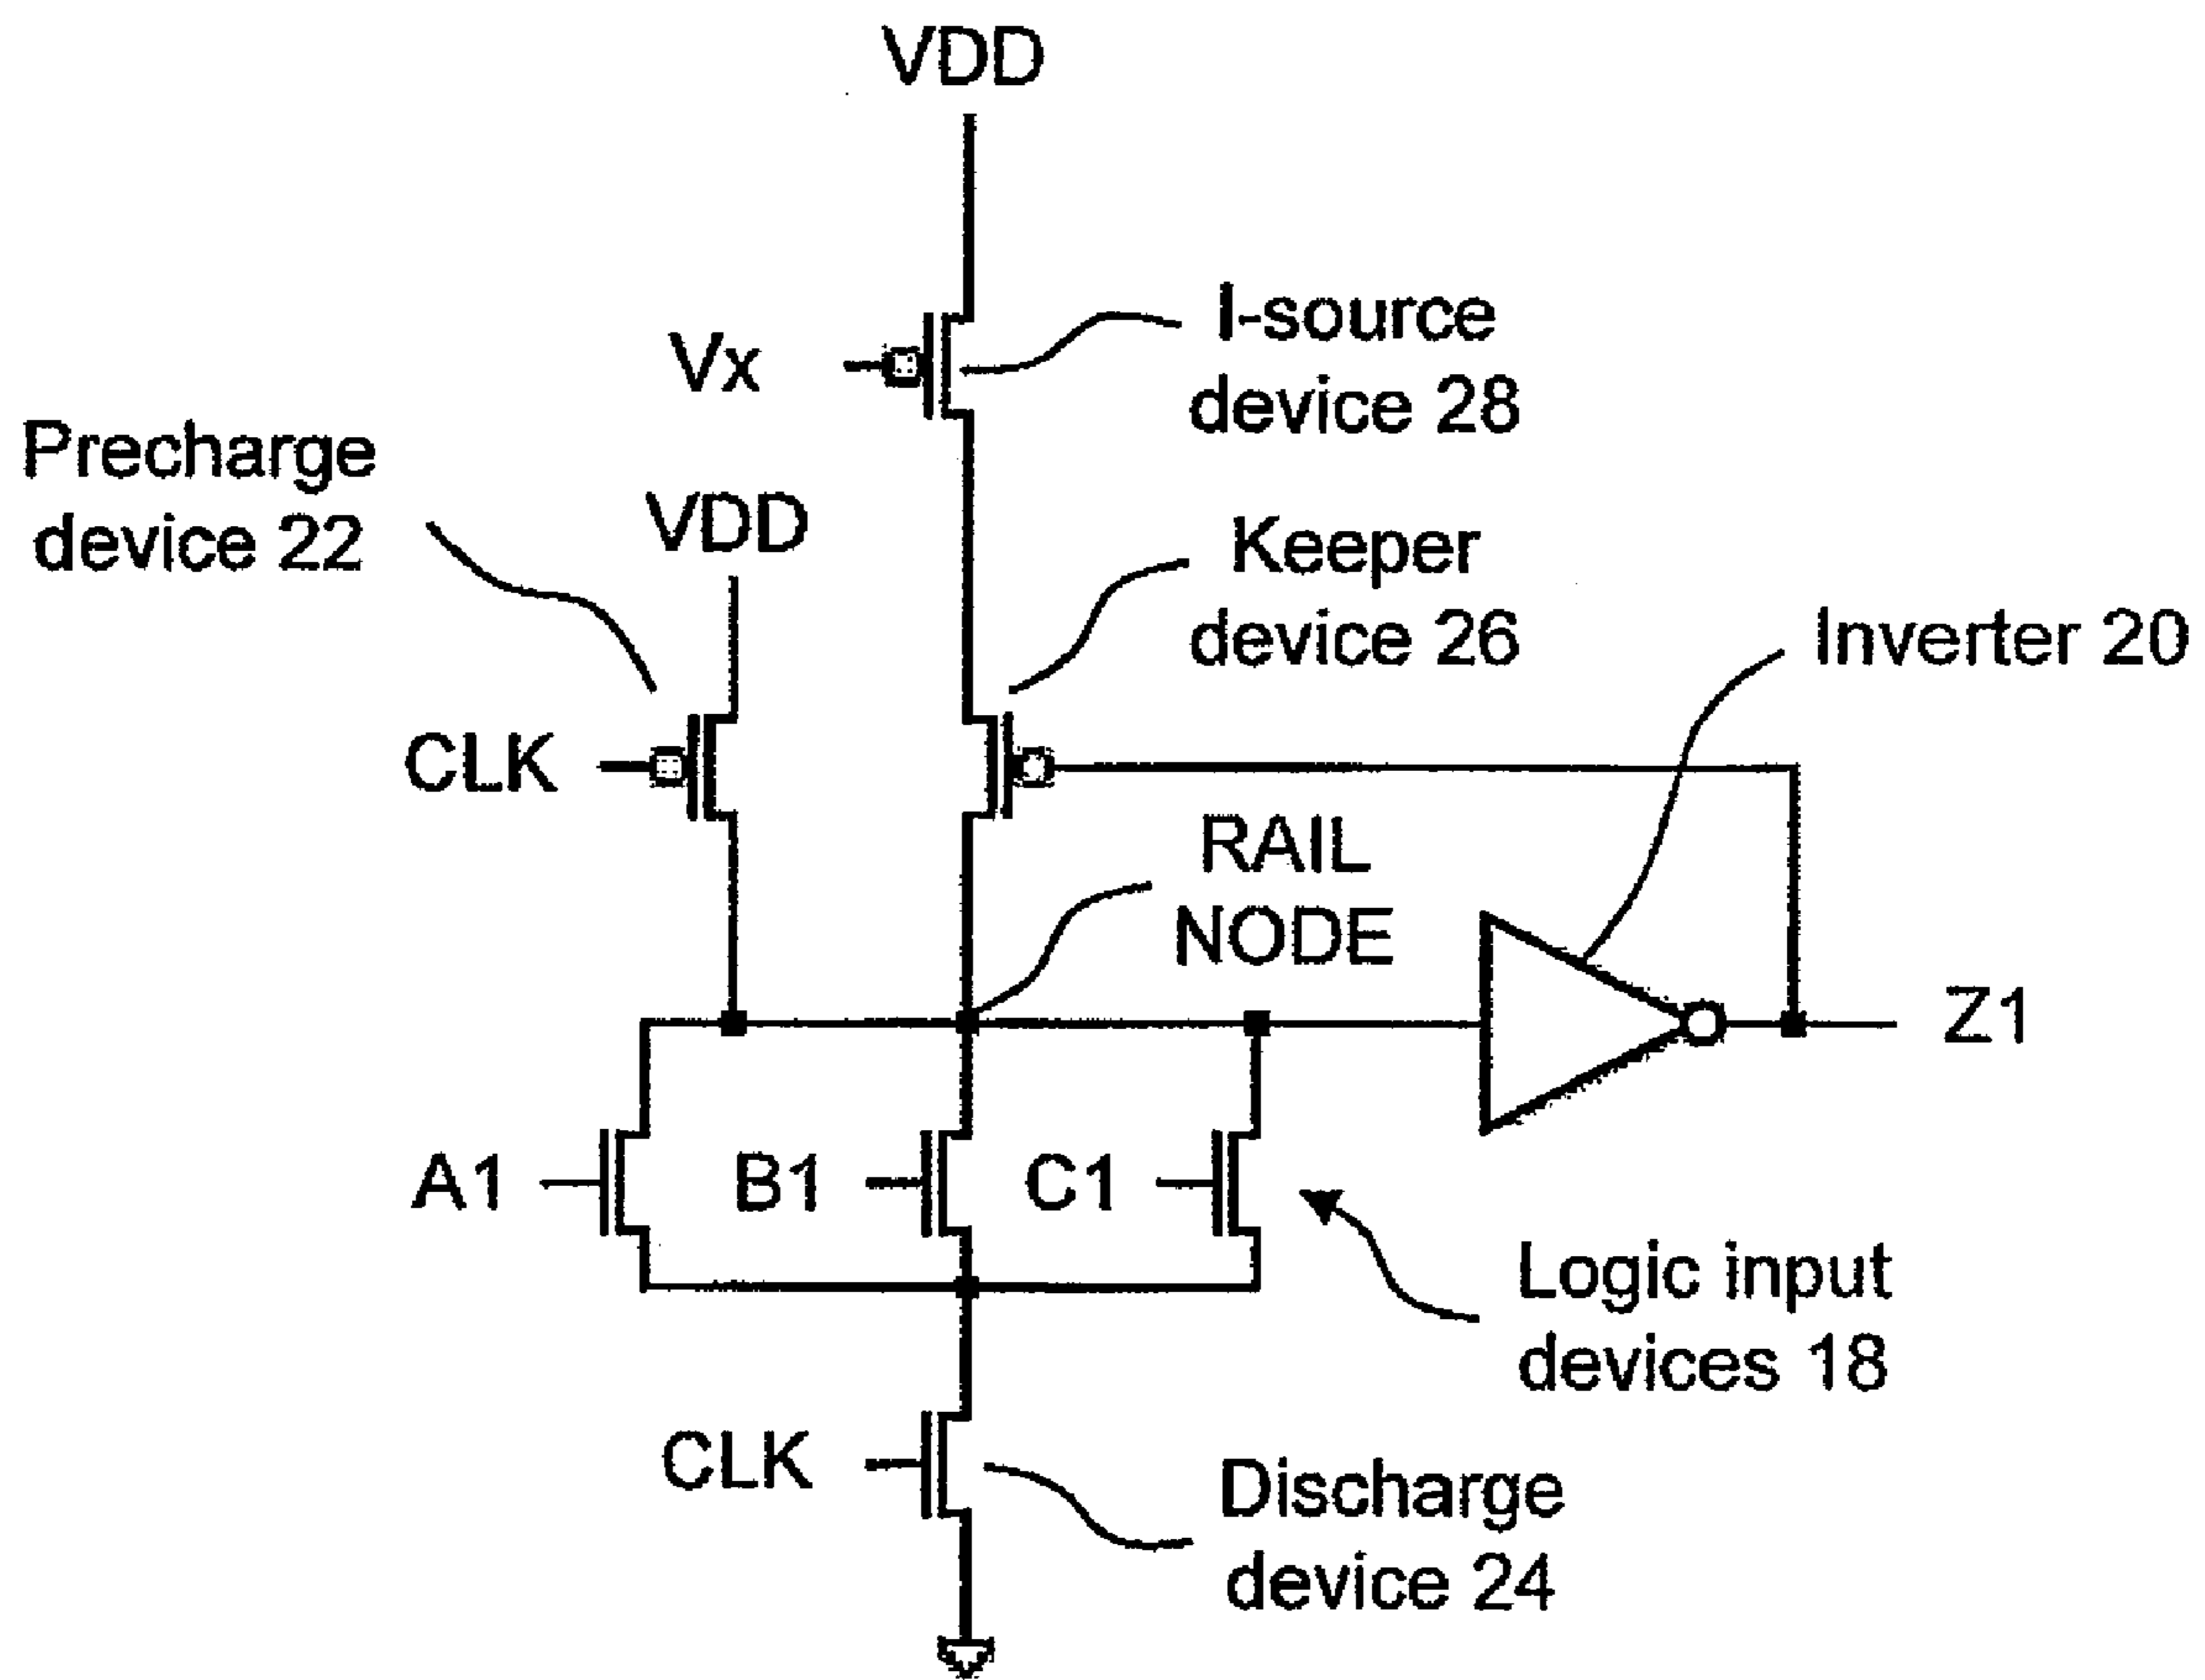 VDD
Vx
I-source
device 28
Precharge
device 22
VDD
Keeper
device 26
Inverter 20
CLK
RAIL
NODE
Z1
A1
B1
C1
Logic input
devices 18
CLK
Discharge
device 24